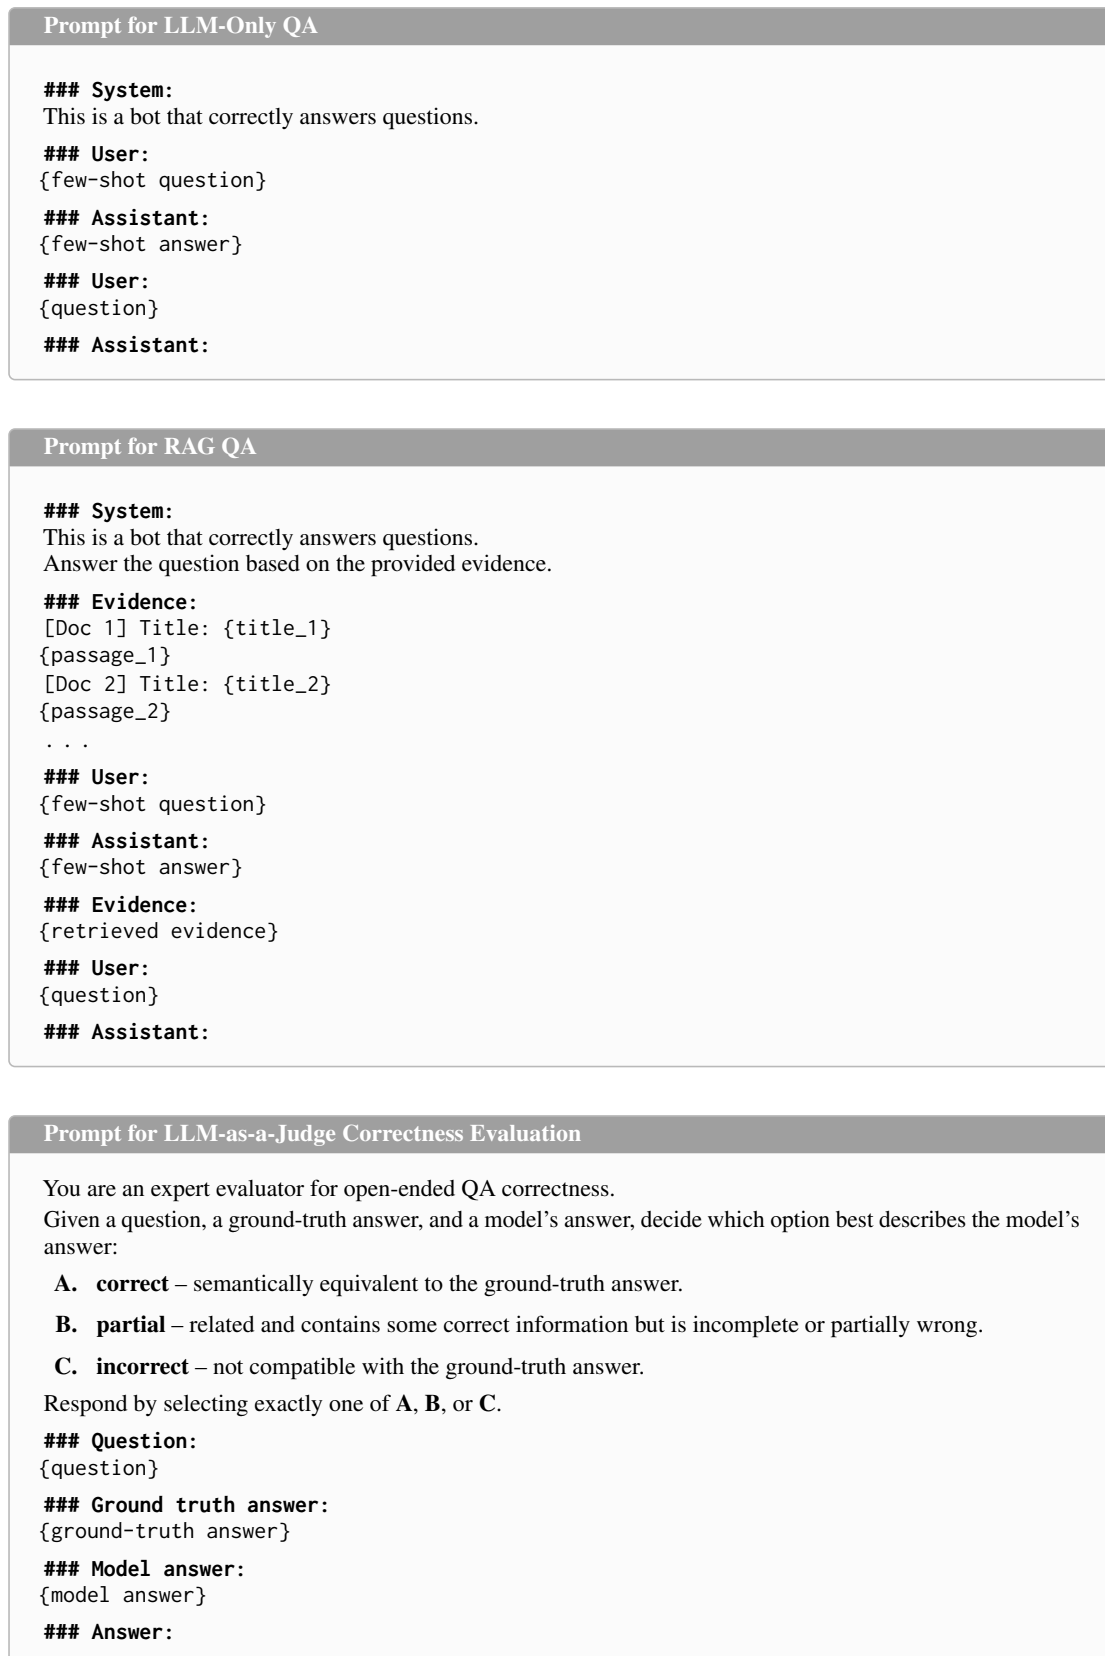 Prompt for LLM-Only QA
### System:
This is a bot that correctly answers questions.
### User:
{few-shot question}
### Assistant:
{few-shot answer}
### User:
{question}
### Assistant:
Prompt for RAG QA
### System:
This is a bot that correctly answers questions.
Answer the question based on the provided evidence.
### Evidence:
[Doc 1] Title: {title_1}
{passage_1}
[Doc 2] Title: {title_2}
{passage_2}
...
### User:
{few-shot question}
### Assistant:
{few-shot answer}
### Evidence:
{retrieved evidence}
### User:
{question}
### Assistant:
Prompt for LLM-as-a-Judge Correctness Evaluation
You are an expert evaluator for open-ended QA correctness.
Given a question, a ground-truth answer, and a model's answer, decide which option best describes the model's
answer:
A. correct – semantically equivalent to the ground-truth answer.
B. partial – related and contains some correct information but is incomplete or partially wrong.
C. incorrect – not compatible with the ground-truth answer.
Respond by selecting exactly one of A, B, or C.
### Question:
{question}
### Ground truth answer:
{ground-truth answer}
### Model answer:
{model answer}
### Answer: